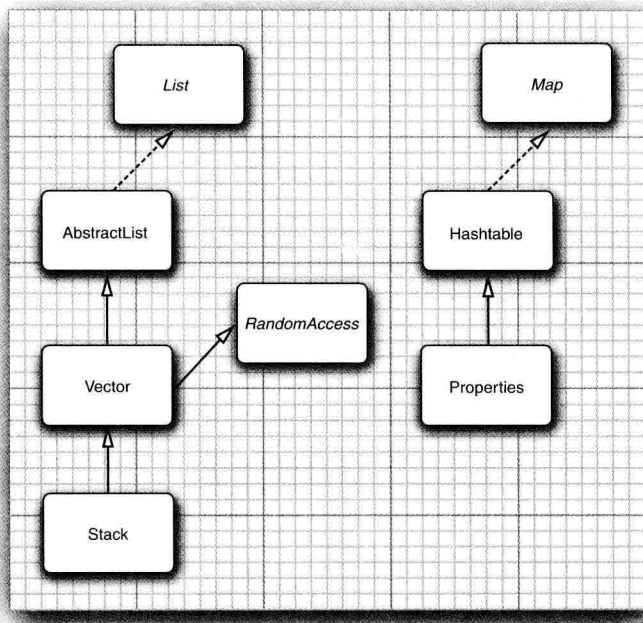 List
Map
AbstractList
Hashtable
RandomAccess
Vector
Properties
Stack